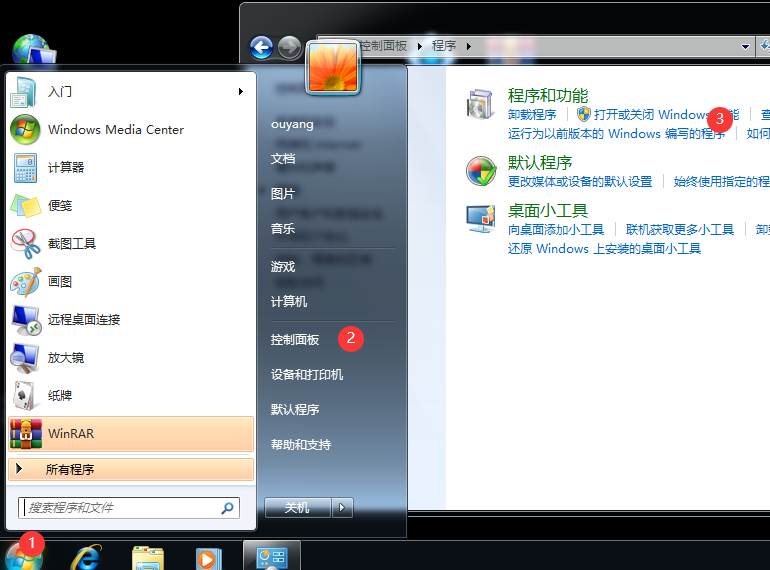 控制面板 ▸ 程序 ▸
入门
Windows Media Center
计算器
便笺
截图工具
画图
远程桌面连接
放大镜
纸牌
WinRAR
所有程序
搜索程序和文件
ouyang
文档
图片
音乐
游戏
计算机
控制面板
2
设备和打印机
默认程序
帮助和支持
关机
程序和功能
卸载程序
打开或关闭 Windows
能
3
运行为以前版本的 Windows 编写的程序
如何
默认程序
更改媒体或设备的默认设置
始终使用指定的程
桌面小工具
向桌面添加小工具
联机获取更多小工具
还原 Windows 上安装的桌面小工具
1